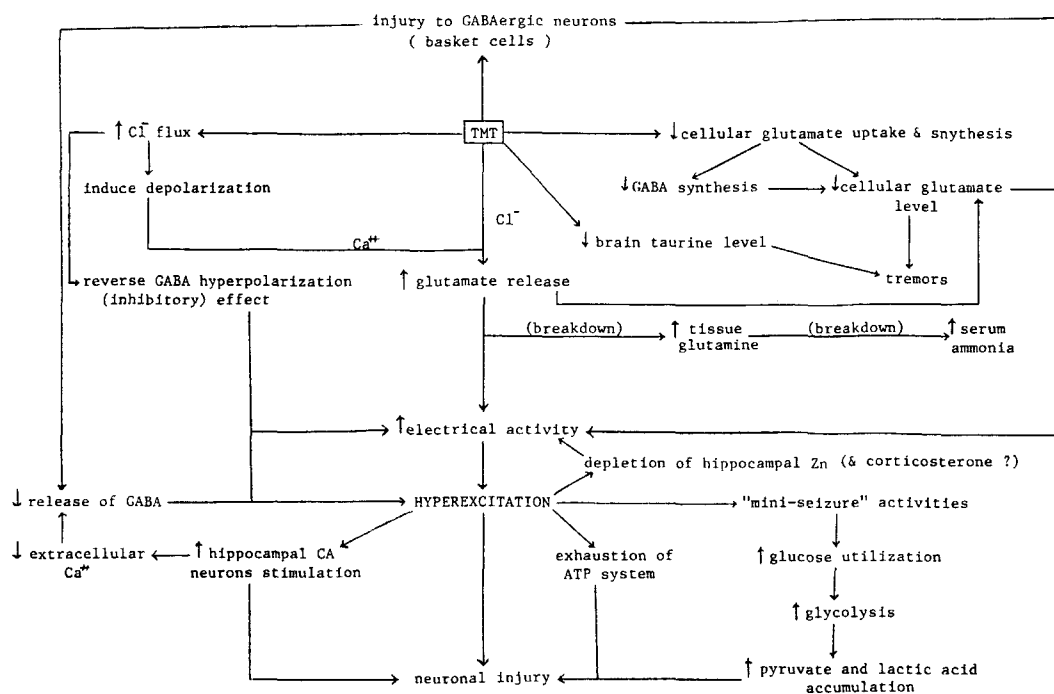 injury to GABAergic neurons
( basket cells )
↑ Cl⁻ flux
TMT
↓ cellular glutamate uptake & snythesis
induce depolarization
↓ GABA synthesis
↓ cellular glutamate
level
Cl⁻
Ca⁺⁺
↓ brain taurine level
reverse GABA hyperpolarization
(inhibitory) effect
↑ glutamate release
tremors
(breakdown)
↑ tissue
glutamine
(breakdown)
↑ serum
ammonia
↑ electrical activity
depletion of hippocampal Zn (& corticosterone ?)
↓ release of GABA
HYPEREXCITATION
"mini-seizure" activities
↓ extracellular
Ca⁺⁺
↑ hippocampal CA
neurons stimulation
exhaustion of
ATP system
↑ glucose utilization
↑ glycolysis
neuronal injury
↑ pyruvate and lactic acid
accumulation